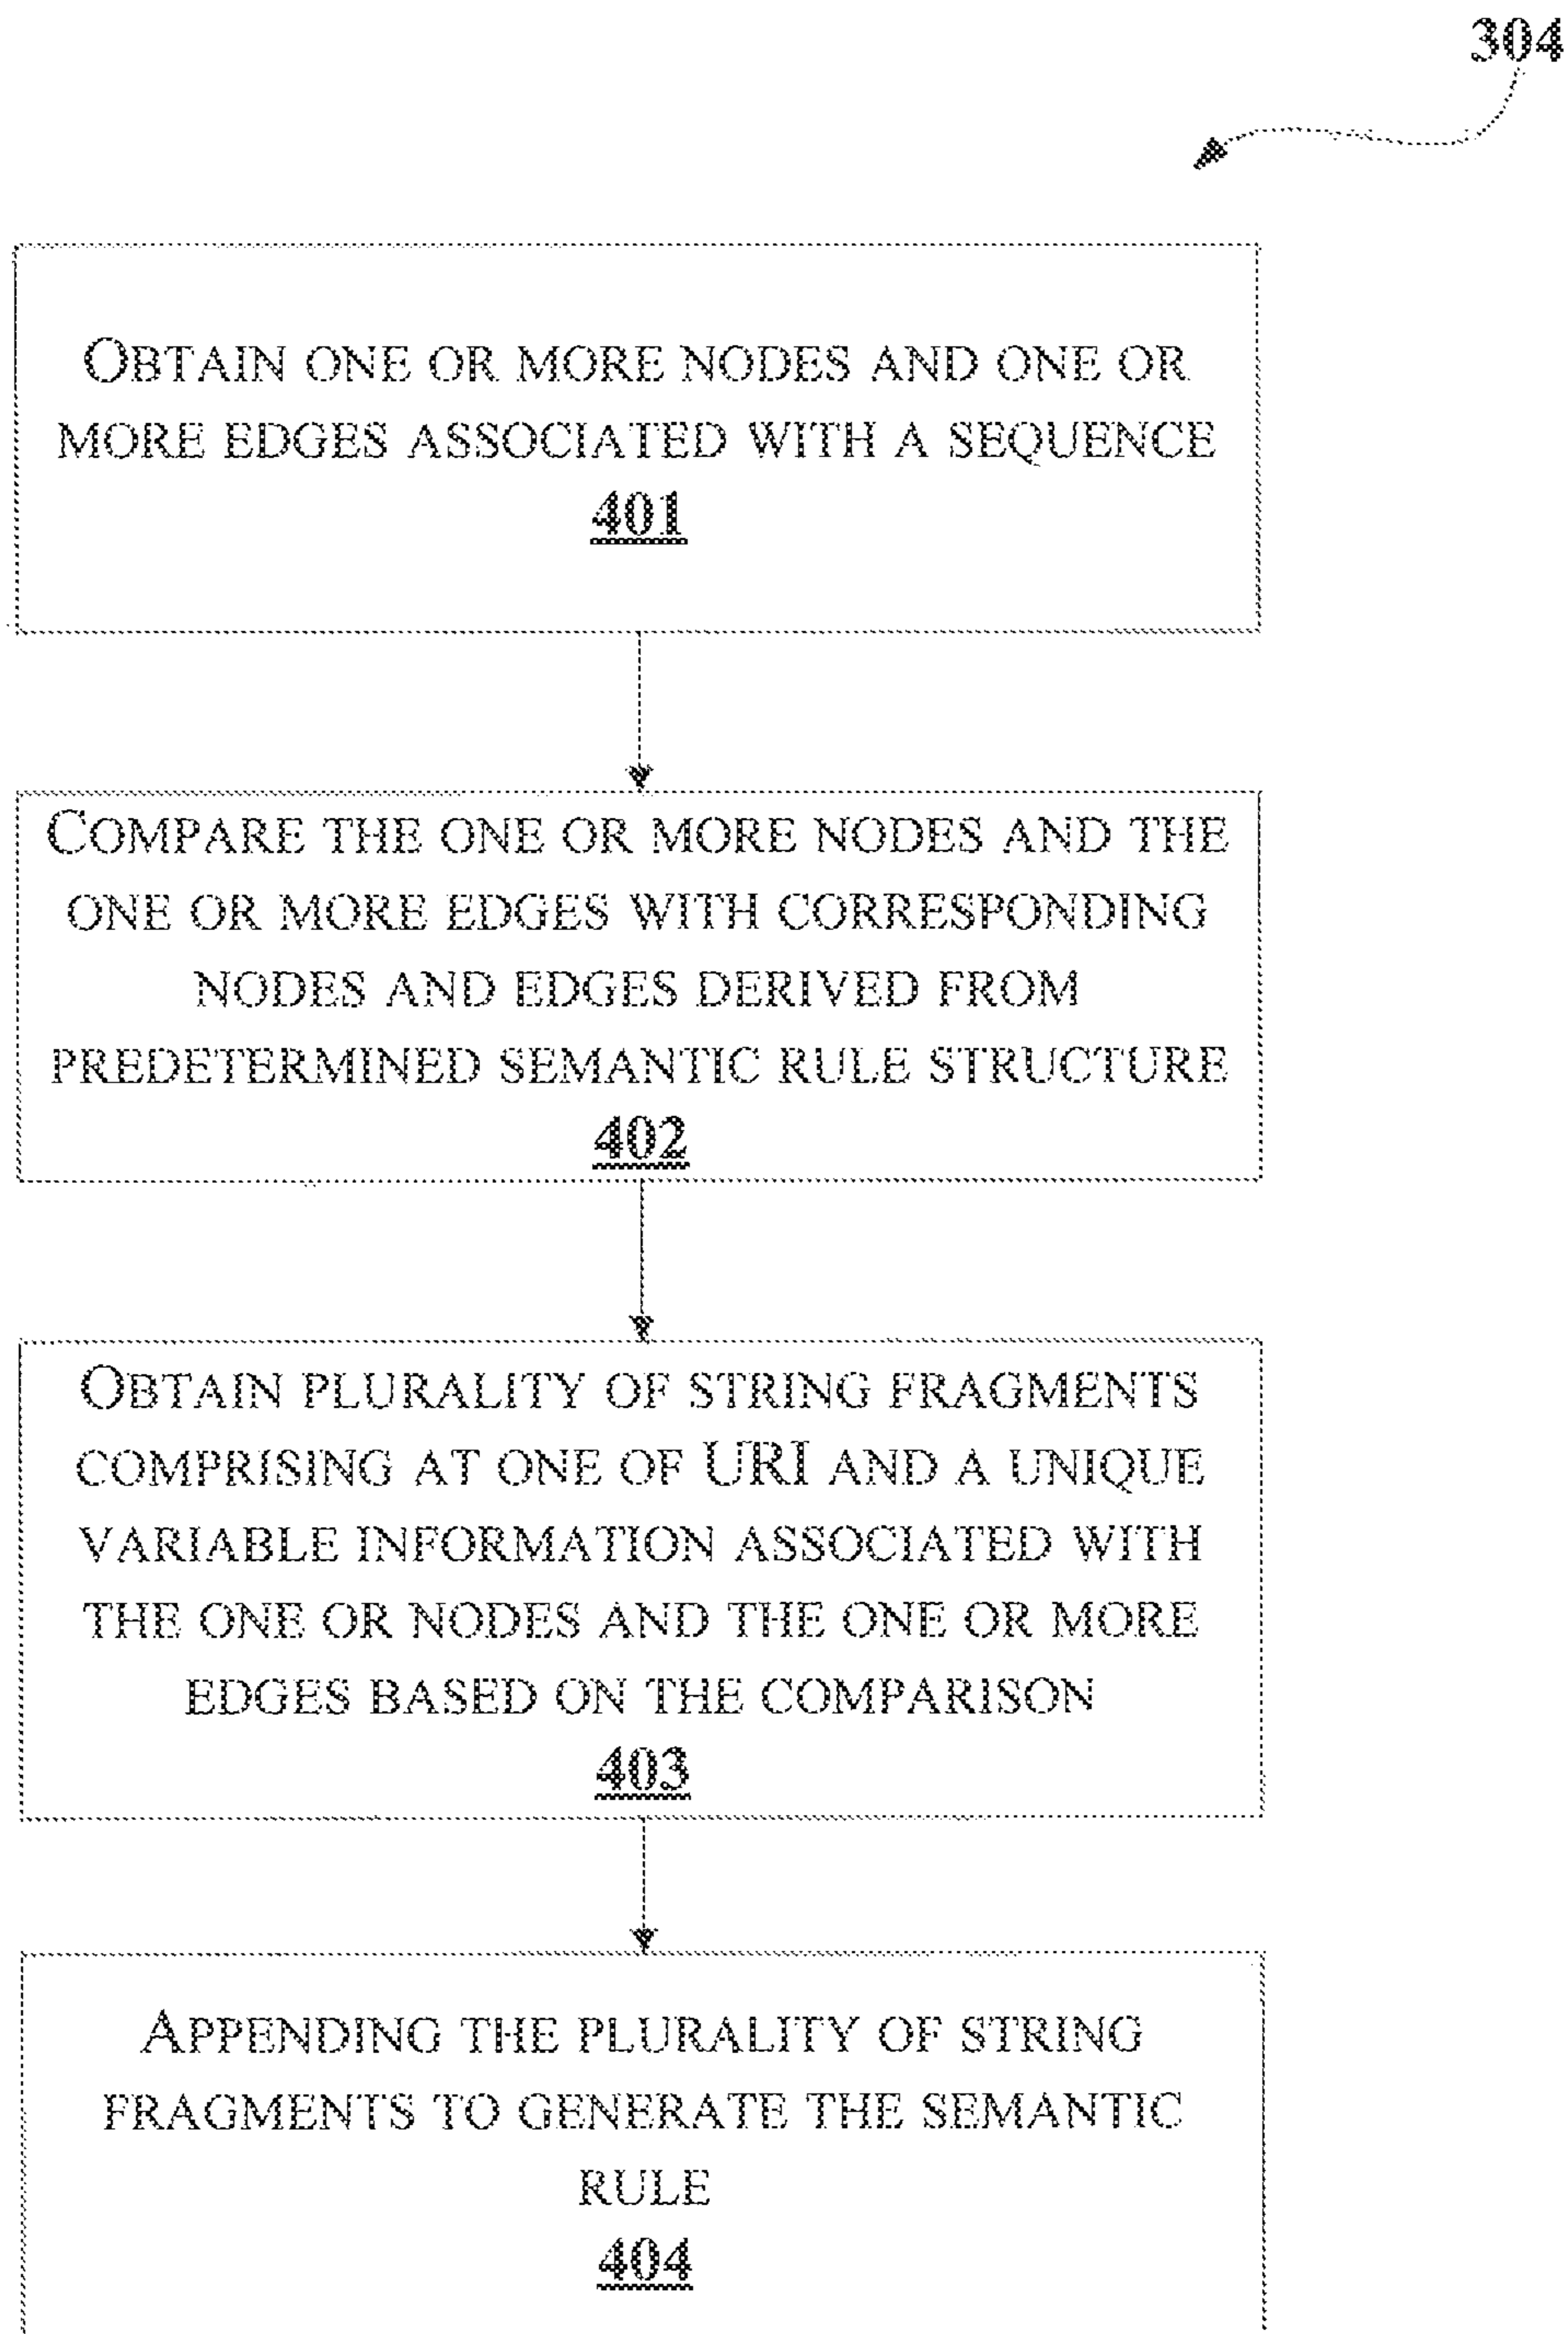 304
OBTAIN ONE OR MORE NODES AND ONE OR
MORE EDGES ASSOCIATED WITH A SEQUENCE
401
COMPARE THE ONE OR MORE NODES AND THE
ONE OR MORE EDGES WITH CORRESPONDING
NODES AND EDGES DERIVED FROM
PREDETERMINED SEMANTIC RULE STRUCTURE
402
OBTAIN PLURALITY OF STRING FRAGMENTS
COMPRISING AT ONE OF URI AND A UNIQUE
VARIABLE INFORMATION ASSOCIATED WITH
THE ONE OR NODES AND THE ONE OR MORE
EDGES BASED ON THE COMPARISON
403
APPENDING THE PLURALITY OF STRING
FRAGMENTS TO GENERATE THE SEMANTIC
RULE
404